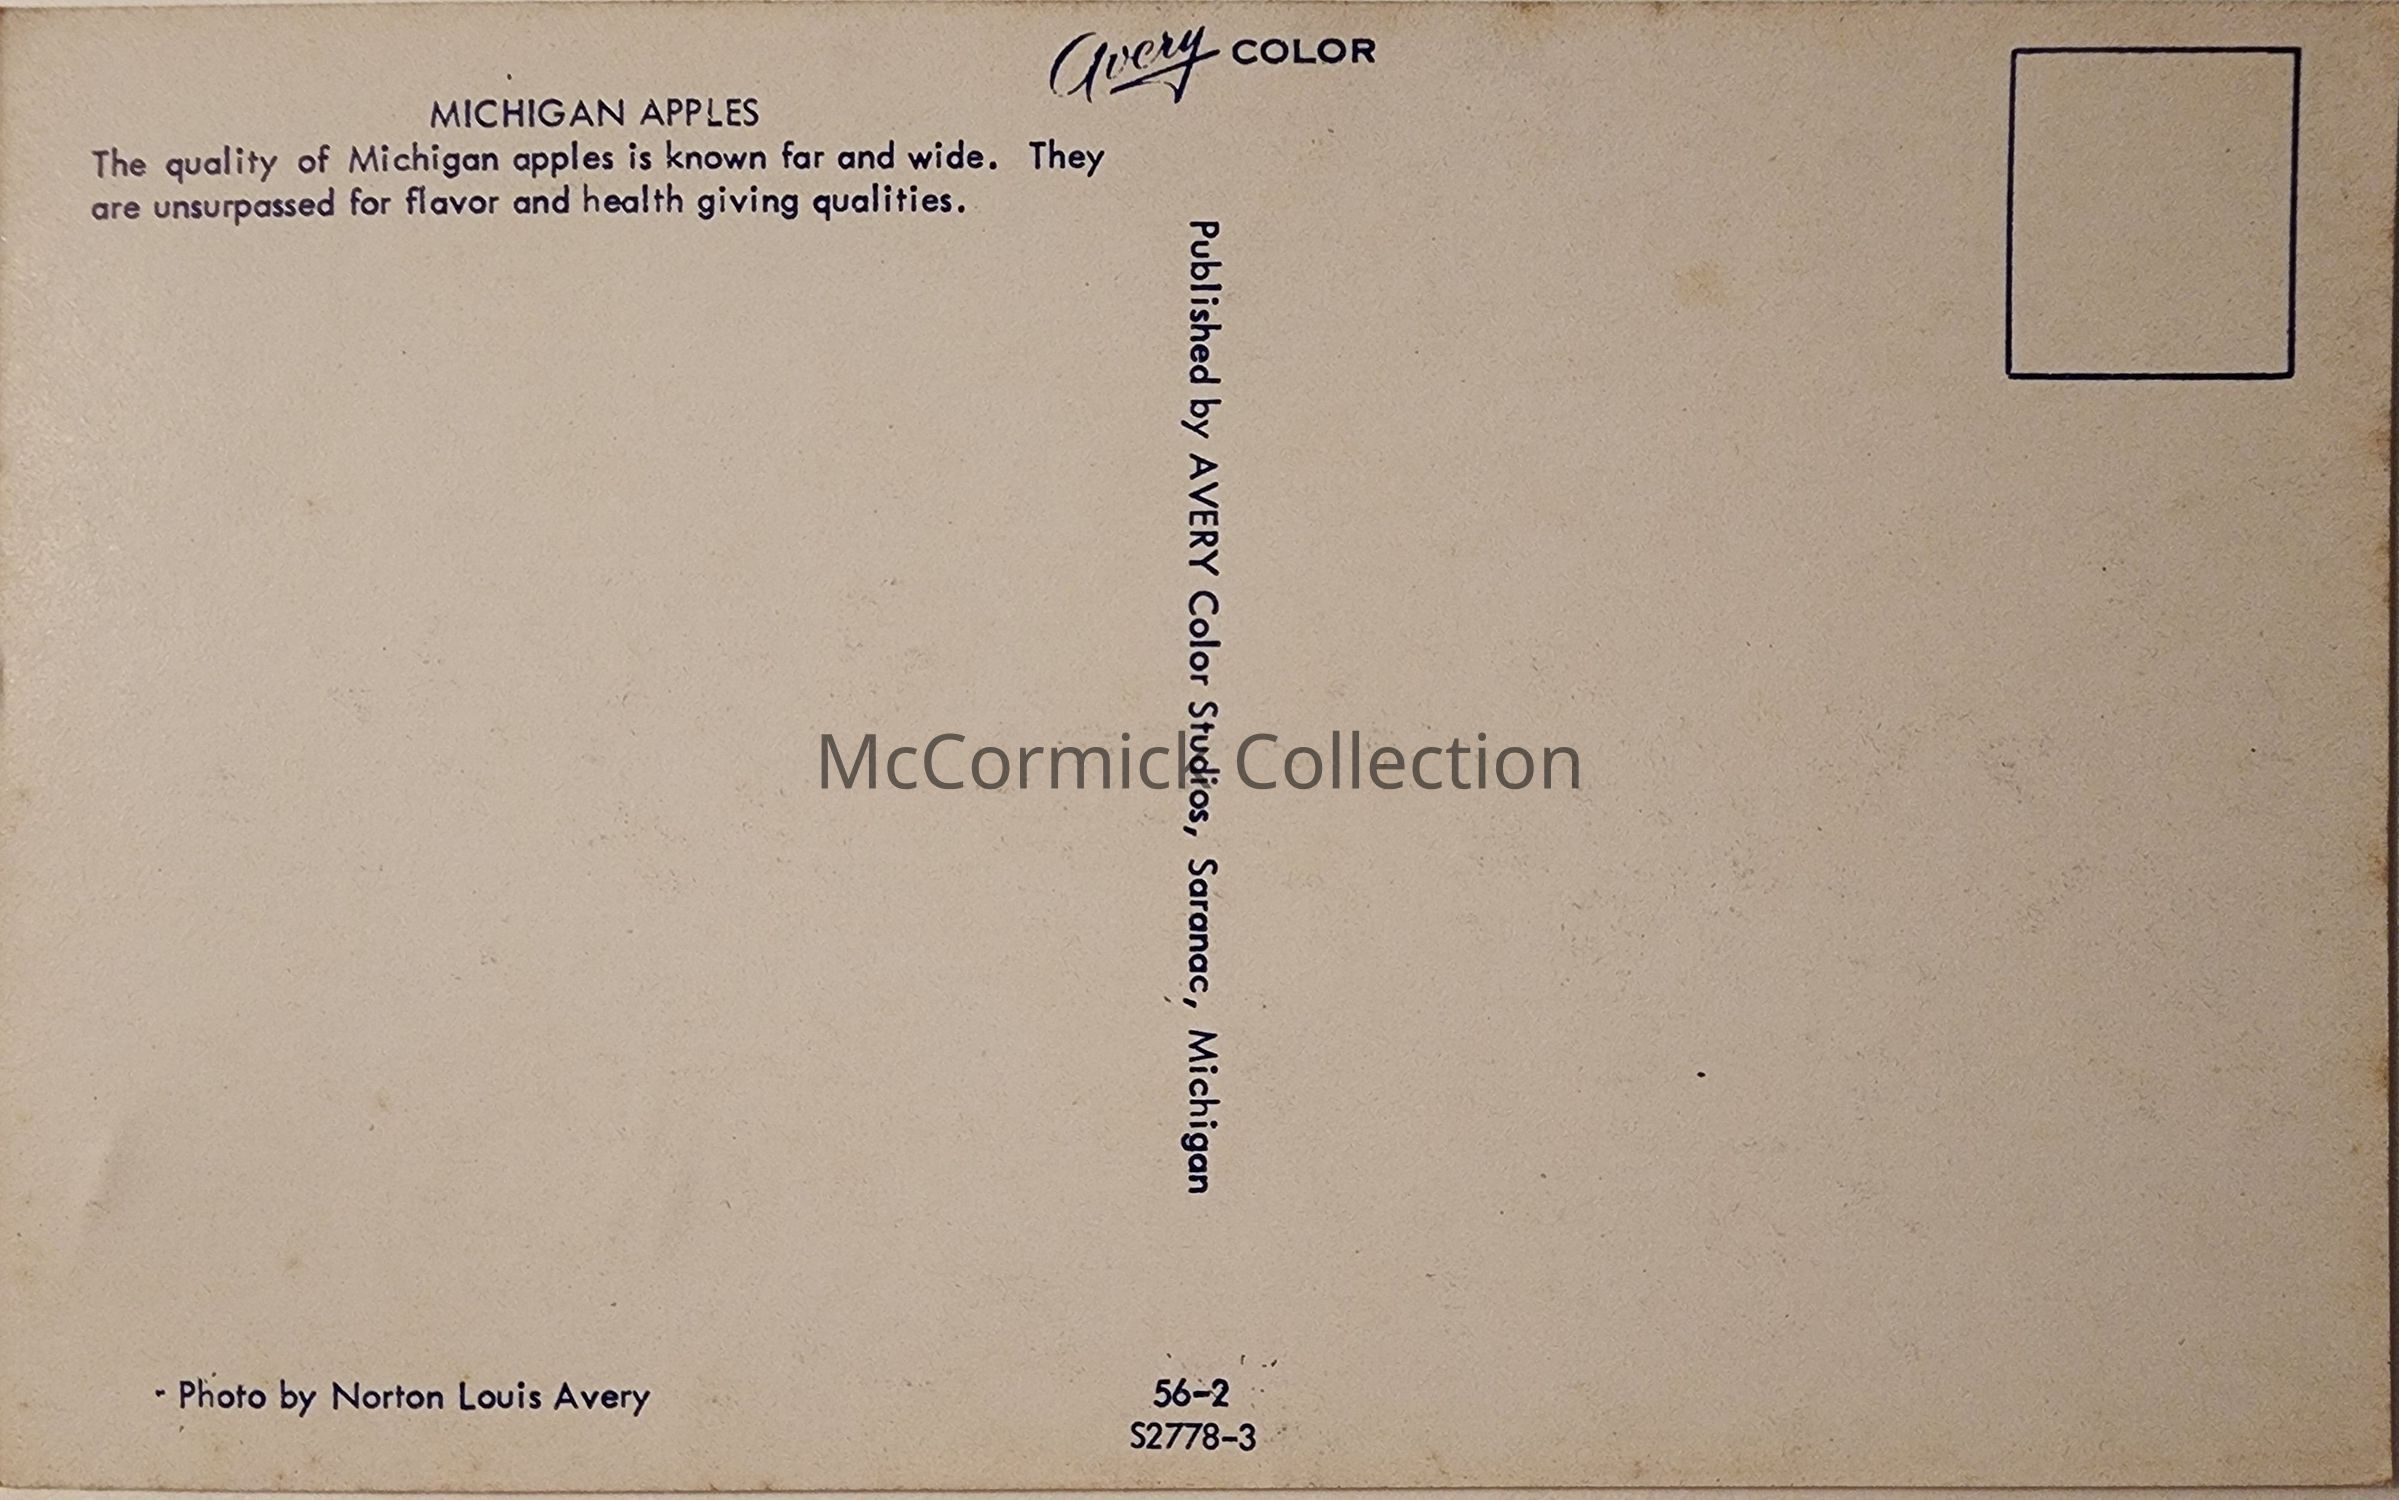 Avery COLOR
MICHIGAN APPLES
The quality of Michigan apples is known far and wide. They
are unsurpassed for flavor and health giving qualities.
Published by AVERY Color Studios, Saranac, Michigan
McCormick Collection
- Photo by Norton Louis Avery
56-2
S2778-3